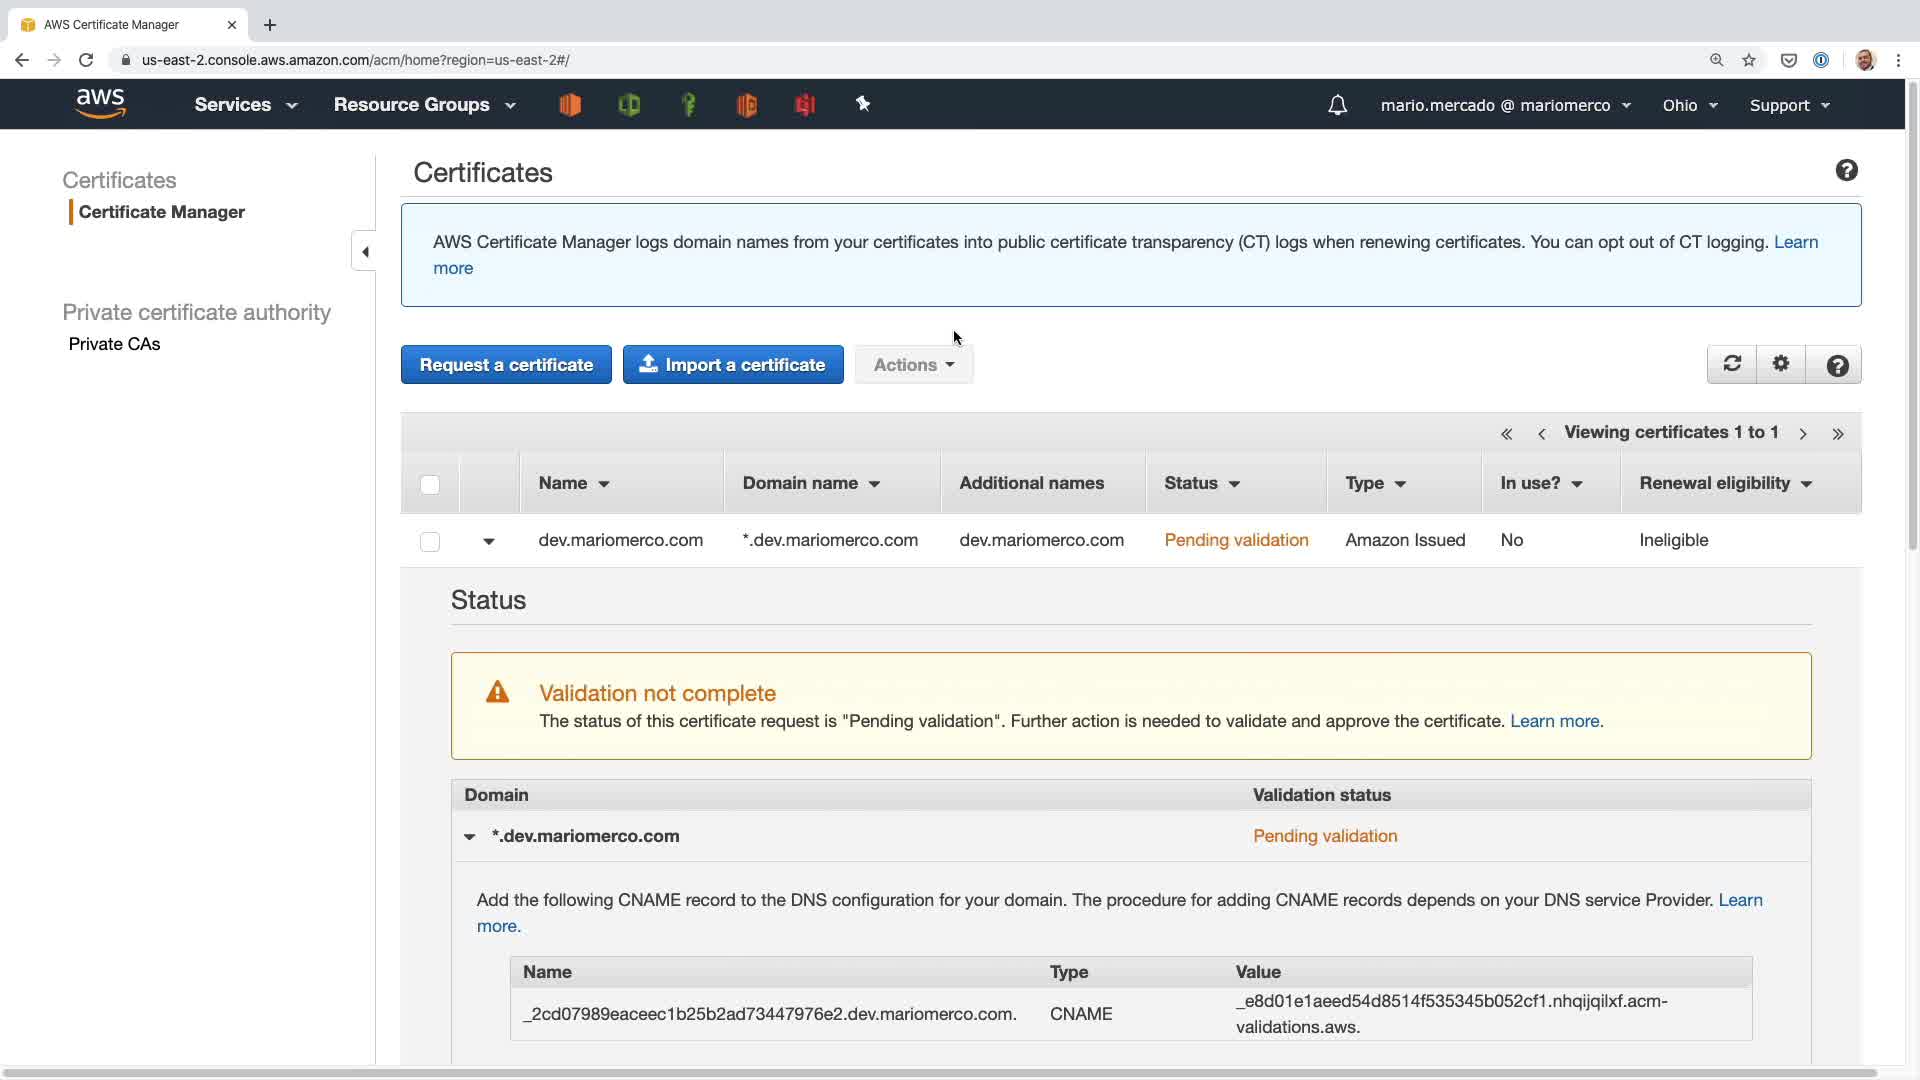 AWS Certificate Manager
us-east-2.console.aws.amazon.com/acm/home?region=us-east-2#/
aws Services Resource Groups mario.mercado @ mariomerco Ohio Support
Certificates
Certificate Manager
Private certificate authority
Private CAs
Certificates
AWS Certificate Manager logs domain names from your certificates into public certificate transparency (CT) logs when renewing certificates. You can opt out of CT logging. Learn
more
Request a certificate Import a certificate Actions
Viewing certificates 1 to 1
Name Domain name Additional names Status Type In use? Renewal eligibility
dev.mariomerco.com *.dev.mariomerco.com dev.mariomerco.com Pending validation Amazon Issued No Ineligible
Status
Validation not complete
The status of this certificate request is "Pending validation". Further action is needed to validate and approve the certificate. Learn more.
Domain Validation status
*.dev.mariomerco.com Pending validation
Add the following CNAME record to the DNS configuration for your domain. The procedure for adding CNAME records depends on your DNS service Provider. Learn
more.
Name Type Value
_2cd07989eaceec1b25b2ad73447976e2.dev.mariomerco.com. CNAME _e8d01e1aeed54d8514f535345b052cf1.nhqijqilxf.acm-
validations.aws.